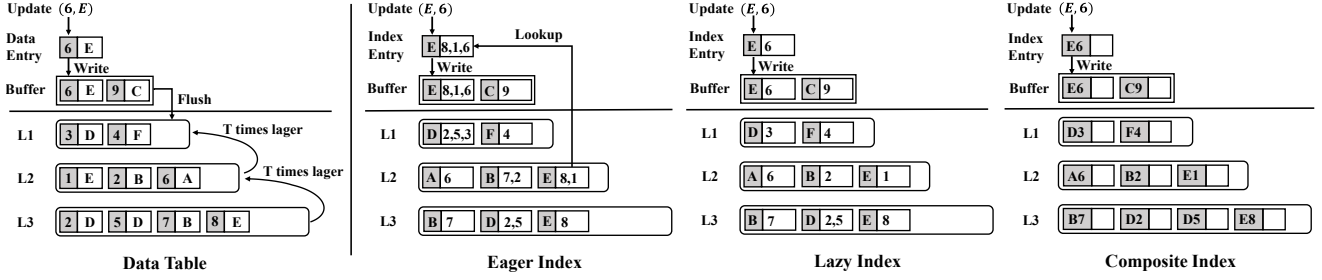 Update (6, E)
Data Entry
6 E
Write
Buffer
6 E 9 C
Flush
L1
3 D 4 F
T times lager
L2
1 E 2 B 6 A
T times lager
L3
2 D 5 D 7 B 8 E
Data Table
Update (E, 6)
Index Entry
E 8,1,6
Lookup
Write
Buffer
E 8,1,6 C 9
L1
D 2,5,3 F 4
L2
A 6 B 7,2 E 8,1
L3
B 7 D 2,5 E 8
Eager Index
Update (E, 6)
Index Entry
E 6
Write
Buffer
E 6 C 9
L1
D 3 F 4
L2
A 6 B 2 E 1
L3
B 7 D 2,5 E 8
Lazy Index
Update (E, 6)
Index Entry
E6
Write
Buffer
E6 C9
L1
D3 F4
L2
A6 B2 E1
L3
B7 D2 D5 E8
Composite Index